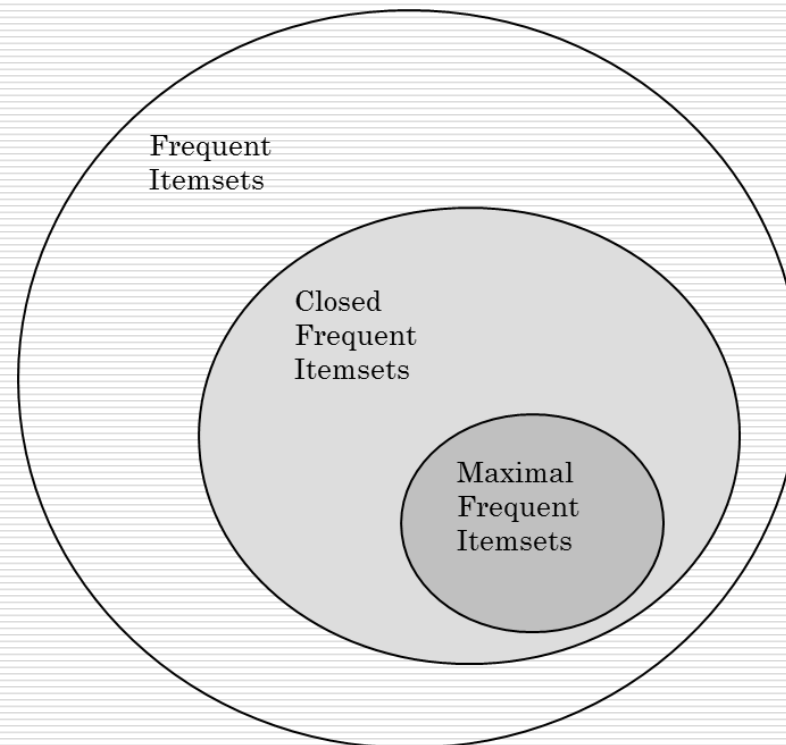 Frequent
Itemsets
Closed
Frequent
Itemsets
Maximal
Frequent
Itemsets